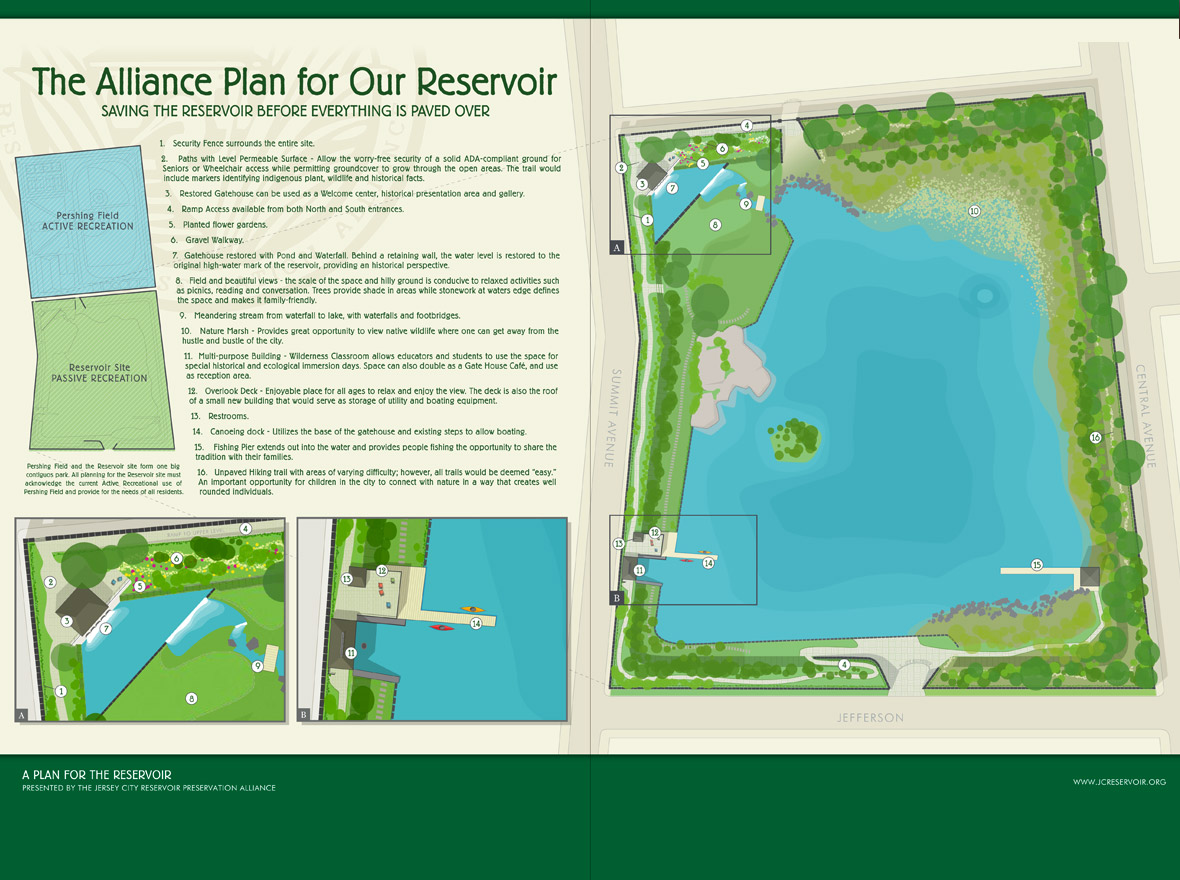 The Alliance Plan for Our Reservoir
SAVING THE RESERVOIR BEFORE EVERYTHING IS PAVED OVER
1. Security Fence surrounds the entire site.
2. Paths with Level Permeable Surface - Allow the worry-free security of a solid ADA-compliant ground for
Seniors or Wheelchair access while permitting groundcover to grow through the open areas. The trail would
include markers identifying indigenous plant, wildlife and historical facts.
3. Restored Gatehouse can be used as a Welcome center, historical presentation area and gallery.
4. Ramp Access available from both North and South entrances.
5. Planted flower gardens.
6. Gravel Walkway.
7. Gatehouse restored with Pond and Waterfall. Behind a retaining wall, the water level is restored to the
original high-water mark of the reservoir, providing an historical perspective.
8. Field and beautiful views - the scale of the space and hilly ground is conducive to relaxed activities such
as picnics, reading and conversation. Trees provide shade in areas while stonework at waters edge defines
the space and makes it family-friendly.
9. Meandering stream from waterfall to lake, with waterfalls and footbridges.
10. Nature Marsh - Provides great opportunity to view native wildlife where one can get away from the
hustle and bustle of the city.
11. Multi-purpose Building - Wilderness Classroom allows educators and students to use the space for
special historical and ecological immersion days. Space can also double as a Gate House Café, and use
as reception area.
12. Overlook Deck - Enjoyable place for all ages to relax and enjoy the view. The deck is also the roof
of a small new building that would serve as storage of utility and boating equipment.
13. Restrooms.
14. Canoeing dock - Utilizes the base of the gatehouse and existing steps to allow boating.
15. Fishing Pier extends out into the water and provides people fishing the opportunity to share the
tradition with their families.
16. Unpaved Hiking trail with areas of varying difficulty; however, all trails would be deemed "easy."
An important opportunity for children in the city to connect with nature in a way that creates well
rounded individuals.
Pershing Field
ACTIVE RECREATION
Reservoir Site
PASSIVE RECREATION
Pershing Field and the Reservoir site form one big
contiguos park. All planning for the Reservoir site must
acknowledge the current Active Recreational use of
Pershing Field and provide for the needs of all residents.
4
2
6
5
3
7
1
9
8
A
12
13
14
11
B
4
2
6
5
3
7
9
1
8
A
10
SUMMIT AVENUE
CENTRAL AVENUE
16
12
13
14
11
B
15
4
JEFFERSON
A PLAN FOR THE RESERVOIR
PRESENTED BY THE JERSEY CITY RESERVOIR PRESERVATION ALLIANCE
WWW.JCRESERVOIR.ORG